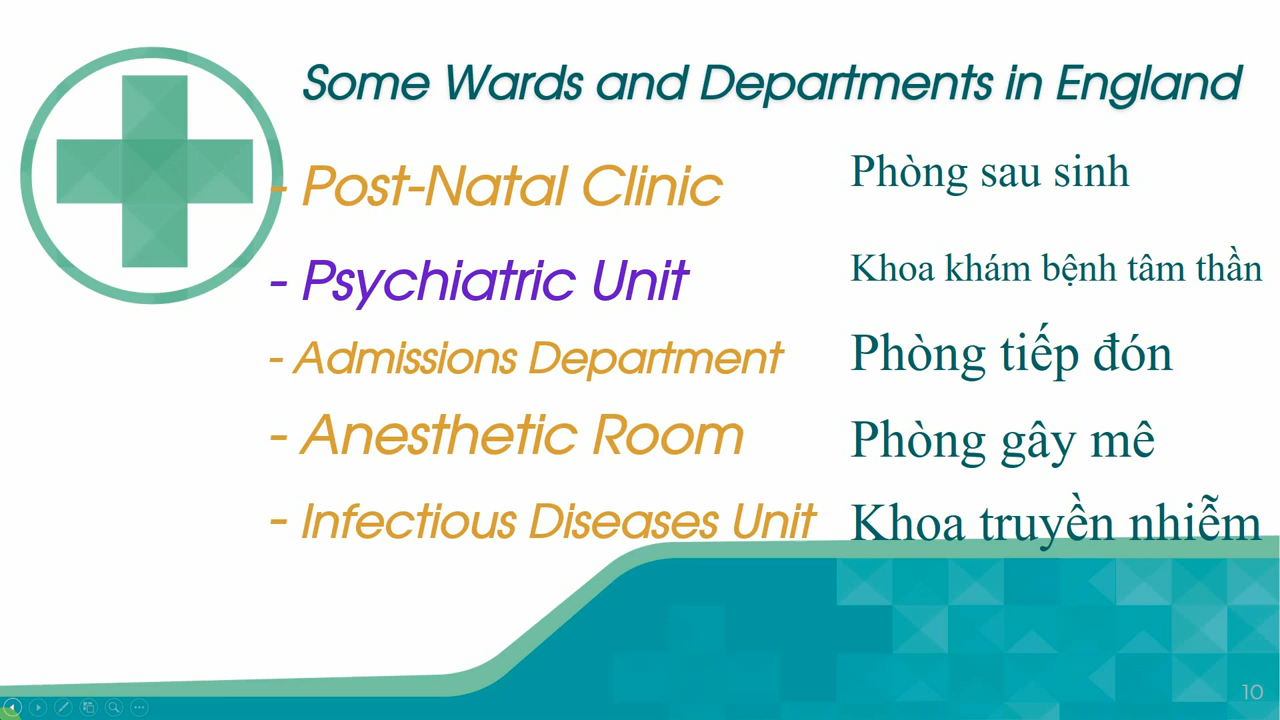 Some Wards and Departments in England
- Post-Natal Clinic
Phòng sau sinh
- Psychiatric Unit
Khoa khám bệnh tâm thần
- Admissions Department
Phòng tiếp đón
- Anesthetic Room
Phòng gây mê
- Infectious Diseases Unit
Khoa truyền nhiễm
10